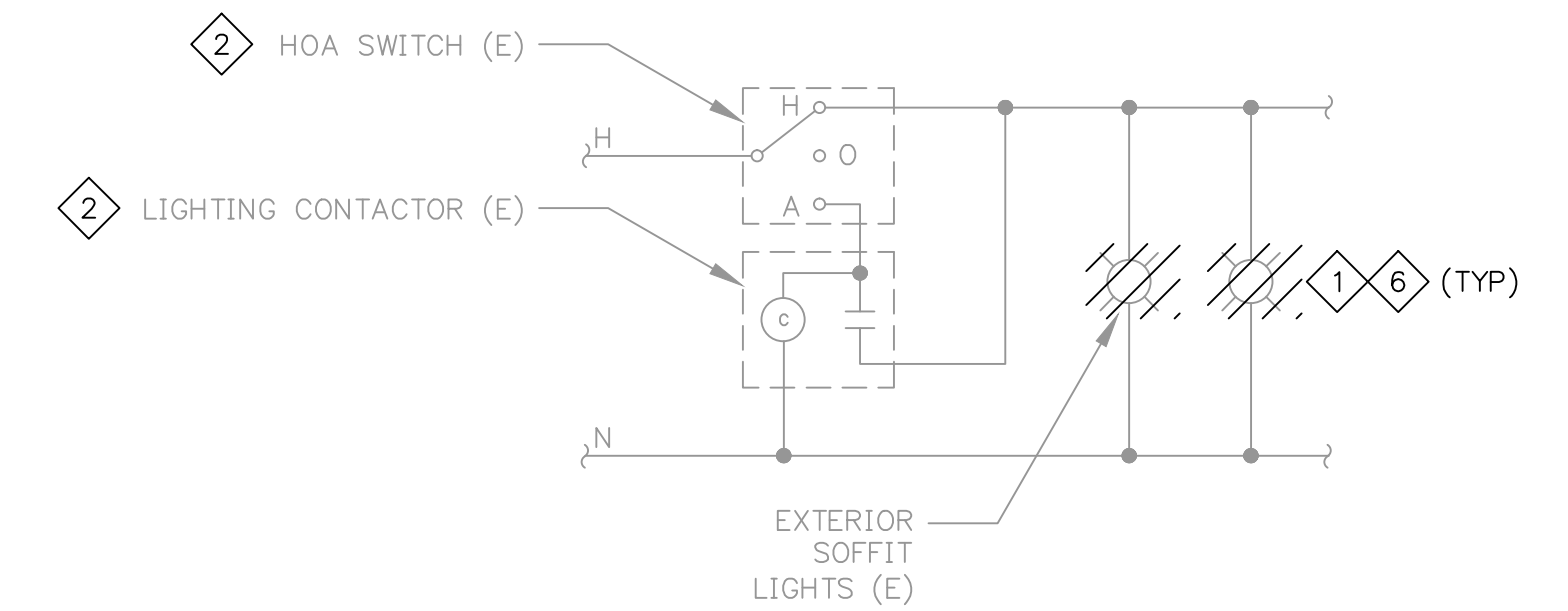 2 HOA SWITCH (E)
H
H
O
2 LIGHTING CONTACTOR (E)
A
1 6 (TYP)
C
N
EXTERIOR
SOFFIT
LIGHTS (E)